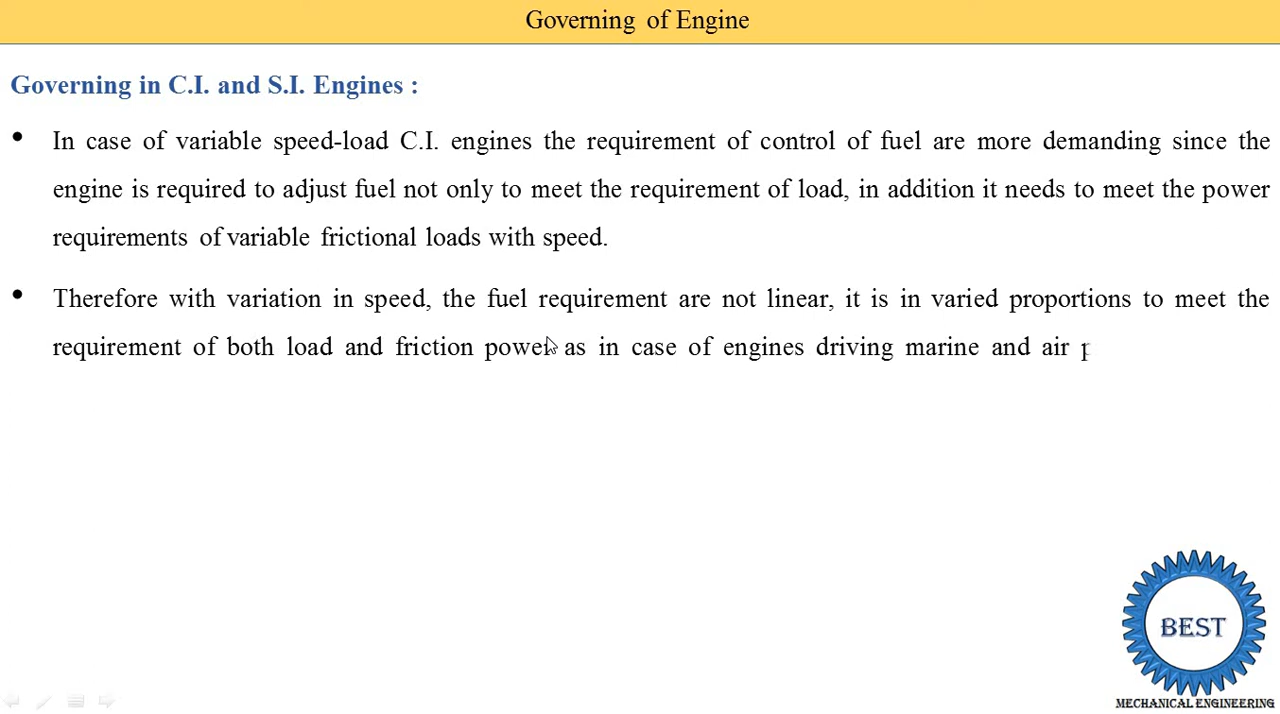 Governing of Engine
Governing in C.I. and S.I. Engines :
• In case of variable speed-load C.I. engines the requirement of control of fuel are more demanding since the
engine is required to adjust fuel not only to meet the requirement of load, in addition it needs to meet the power
requirements of variable frictional loads with speed.
• Therefore with variation in speed, the fuel requirement are not linear, it is in varied proportions to meet the
requirement of both load and friction power as in case of engines driving marine and air
BEST
MECHANICAL ENGINEERING